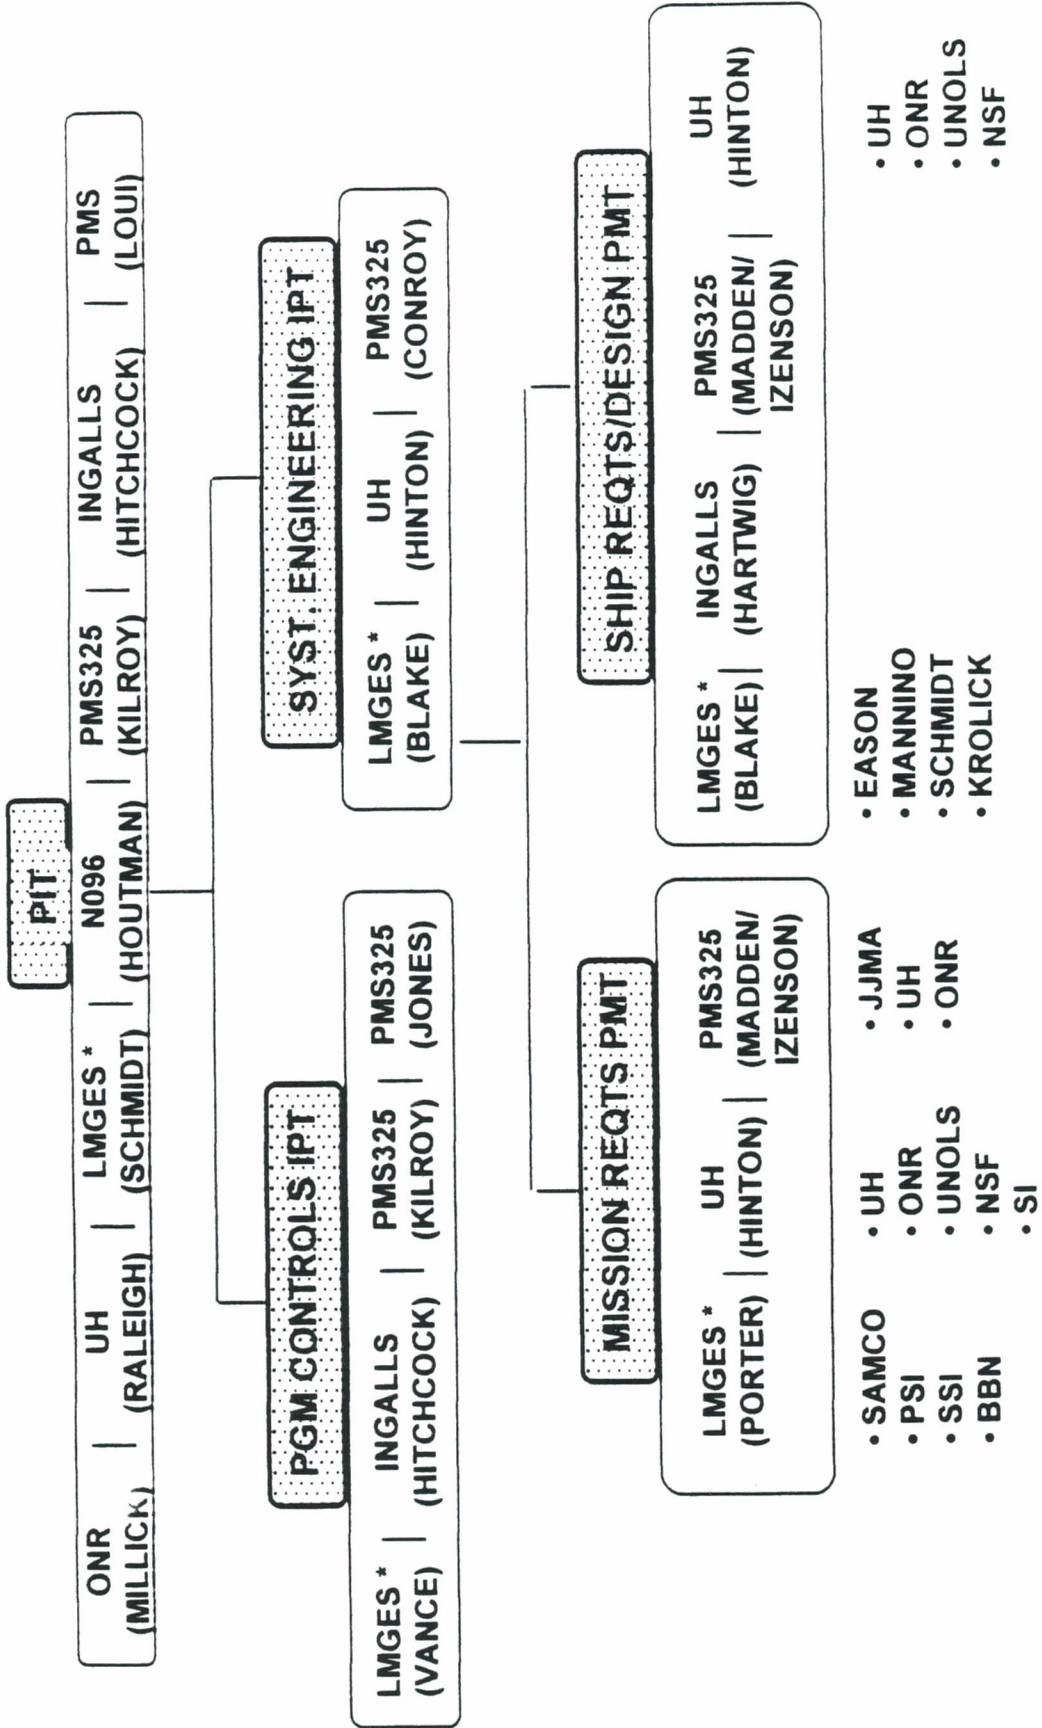 PIT
ONR | UH | LMGES * | N096 | PMS325 | INGALLS | PMS
(MILLICK) (RALEIGH) (SCHMIDT) (HOUTMAN) (KILROY) (HITCHCOCK) (LOUI)
PGM CONTROLS IPT
LMGES * | INGALLS | PMS325 | PMS325
(VANCE) (HITCHCOCK) (KILROY) (JONES)
SYST. ENGINEERING IPT
LMGES * | UH | PMS325
(BLAKE) (HINTON) (CONROY)
MISSION REQTS PMT
LMGES * UH PMS325
(PORTER) | (HINTON) | (MADDEN/
IZENSON)
• SAMCO
• PSI
• SSI
• BBN
• UH
• ONR
• UNOLS
• NSF
• SI
• JJMA
• UH
• ONR
SHIP REQTS/DESIGN PMT
LMGES * INGALLS PMS325 UH
(BLAKE) | (HARTWIG) | (MADDEN/ | (HINTON)
IZENSON)
• EASON
• MANNINO
• SCHMIDT
• KROLICK
• UH
• ONR
• UNOLS
• NSF